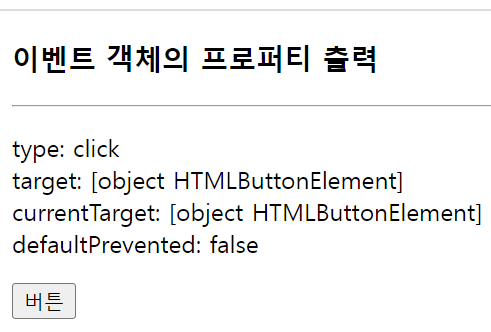 이벤트 객체의 프로퍼티 출력
type: click
target: [object HTMLButtonElement]
currentTarget: [object HTMLButtonElement]
defaultPrevented: false
버튼